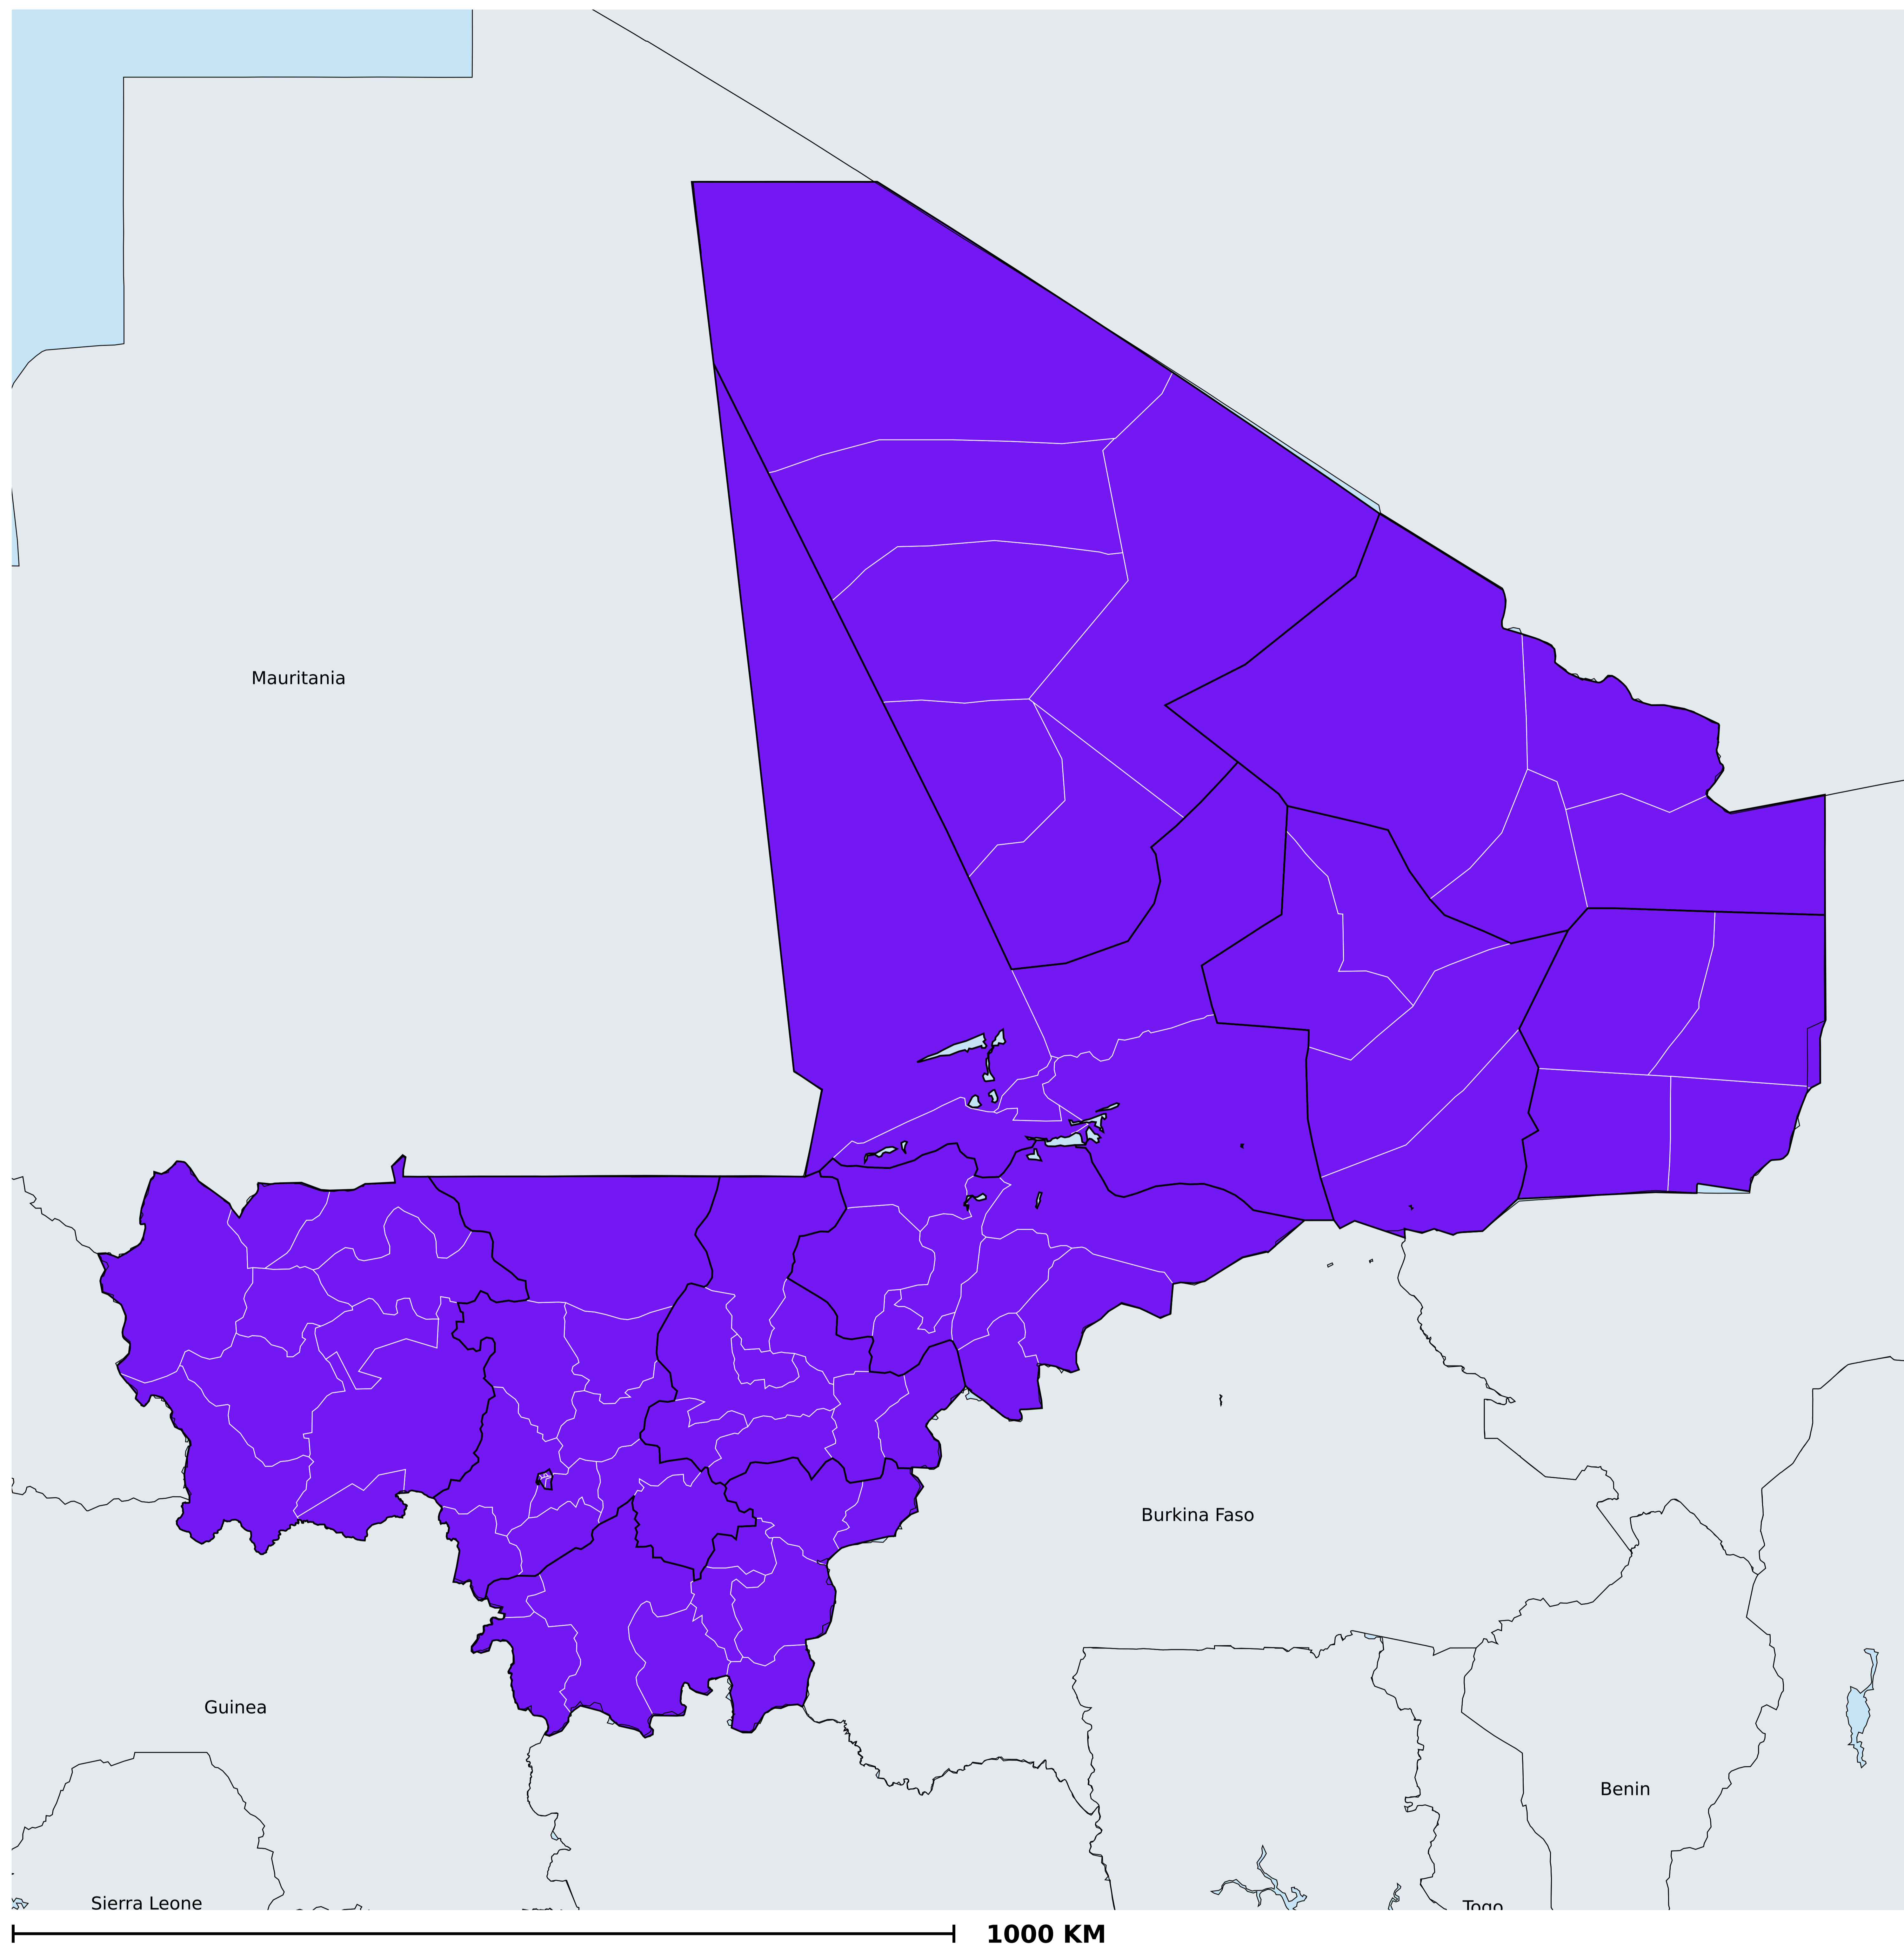 Mauritania
Burkina Faso
Guinea
Benin
Sierra Leone
Togo
1000 KM